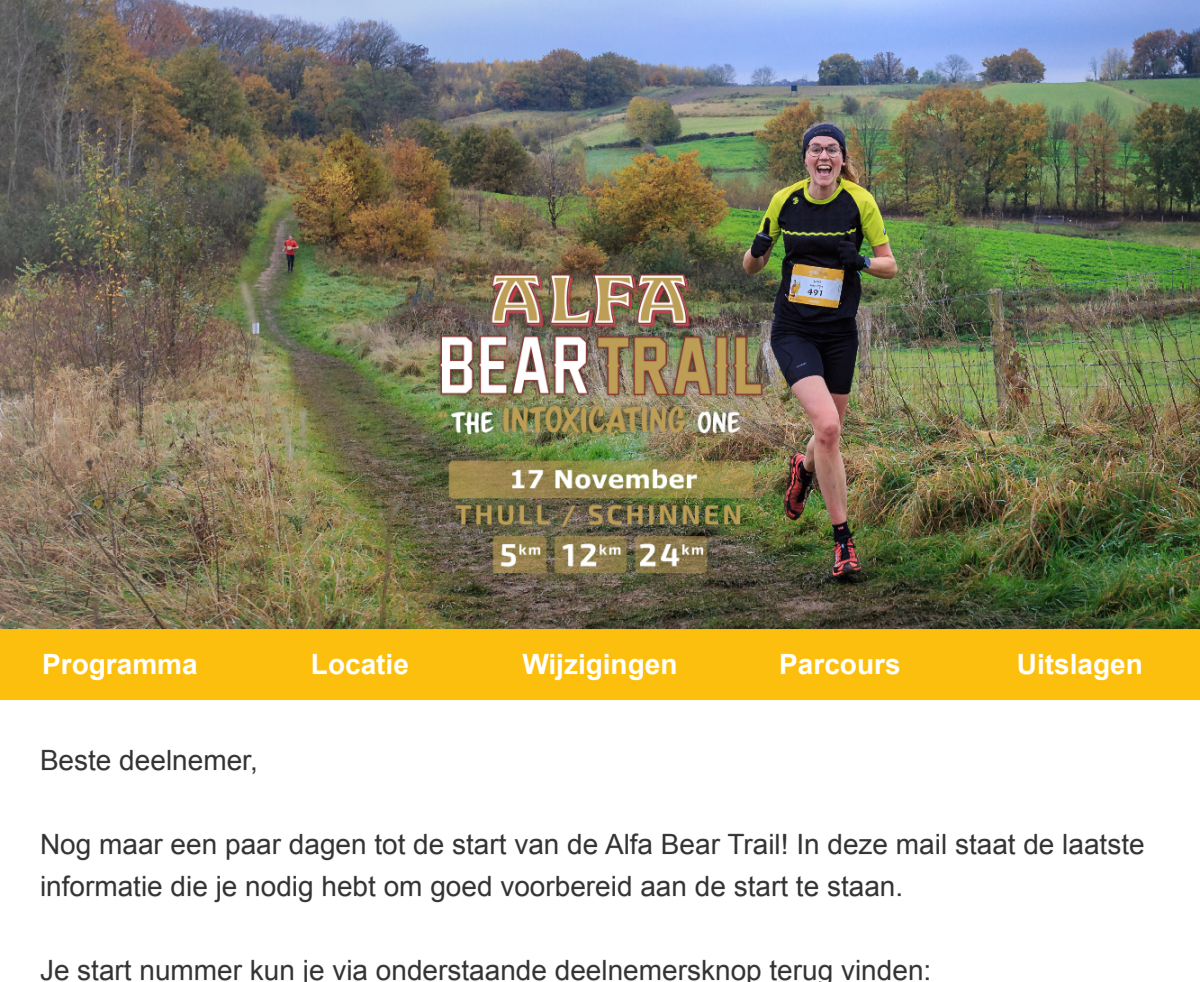 ALFA
BEAR TRAIL
THE INTOXICATING ONE
17 November
THULL / SCHINNEN
5km 12km 24km
491
Programma Locatie Wijzigingen Parcours Uitslagen
Beste deelnemer,
Nog maar een paar dagen tot de start van de Alfa Bear Trail! In deze mail staat de laatste
informatie die je nodig hebt om goed voorbereid aan de start te staan.
Je start nummer kun je via onderstaande deelnemersknop terug vinden: